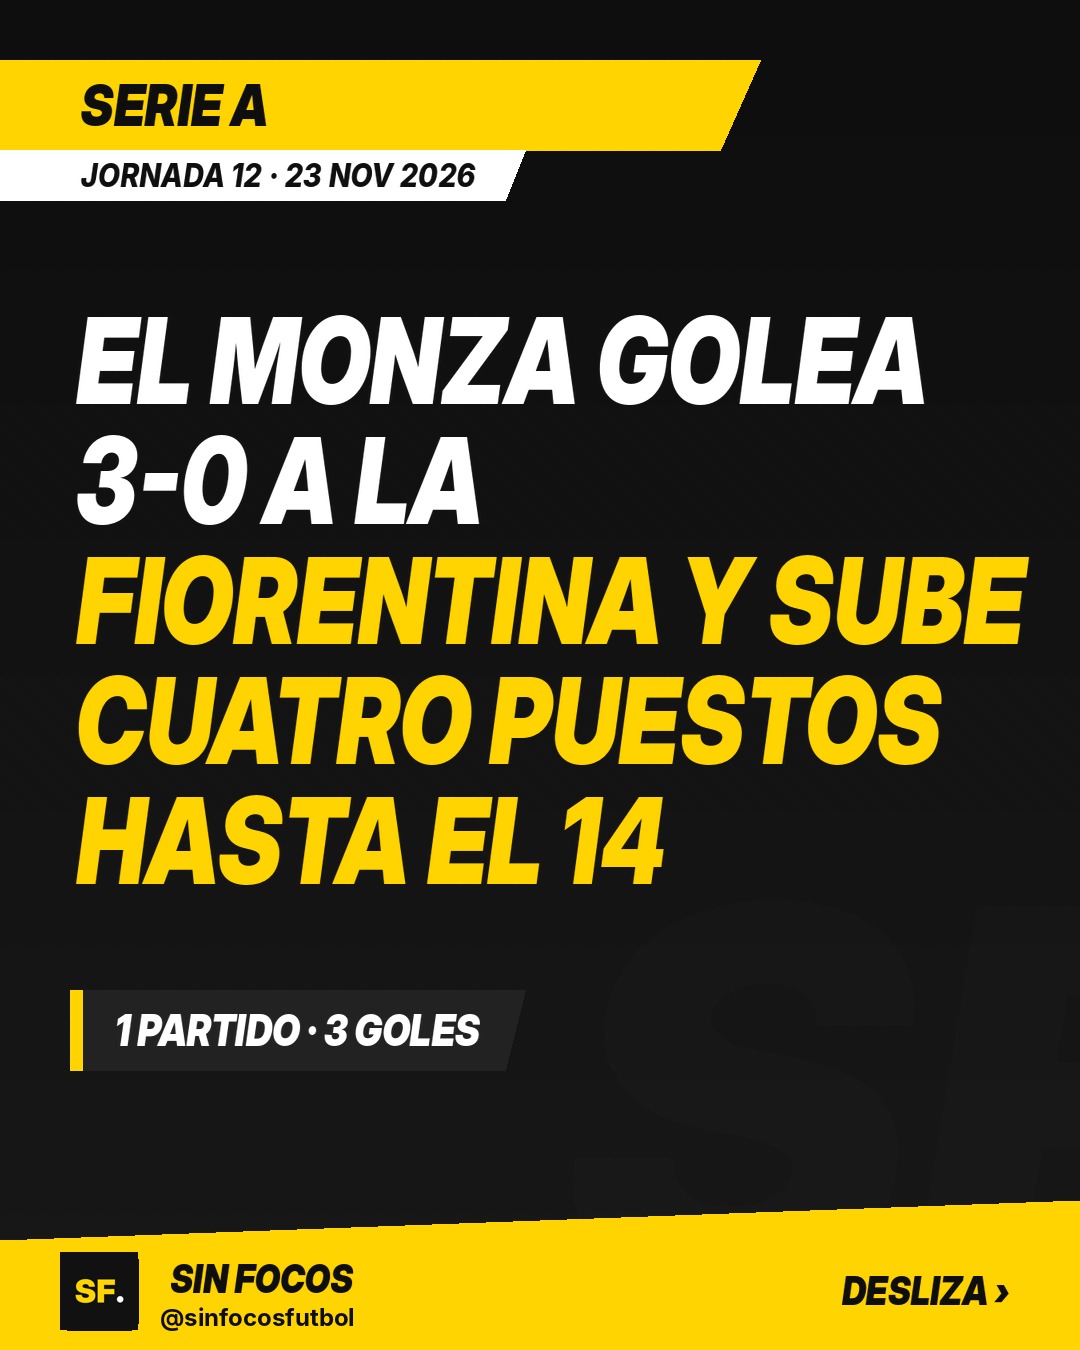 SERIE A
JORNADA 12 · 23 NOV 2026
EL MONZA GOLEA
3-0 A LA
FIORENTINA Y SUBE
CUATRO PUESTOS
HASTA EL 14
1 PARTIDO · 3 GOLES
SF
SF.
SIN FOCOS
@sinfocosfutbol
DESLIZA ›